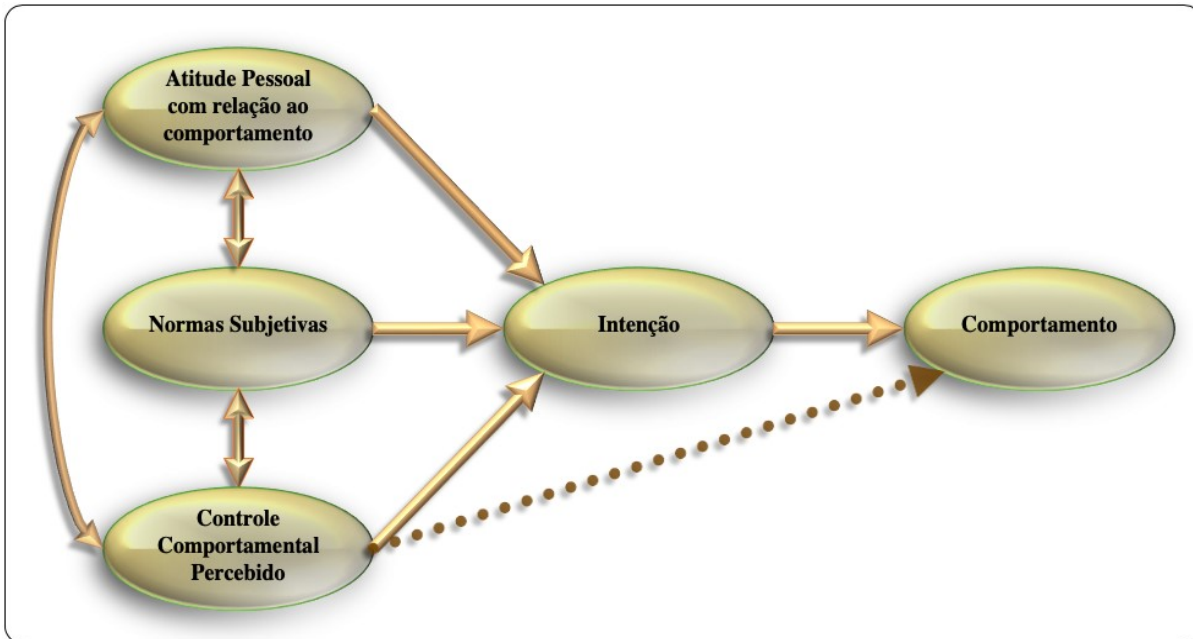 Atitude Pessoal
com relação ao
comportamento
Normas Subjetivas
Intenção
Comportamento
Controle
Comportamental
Percebido